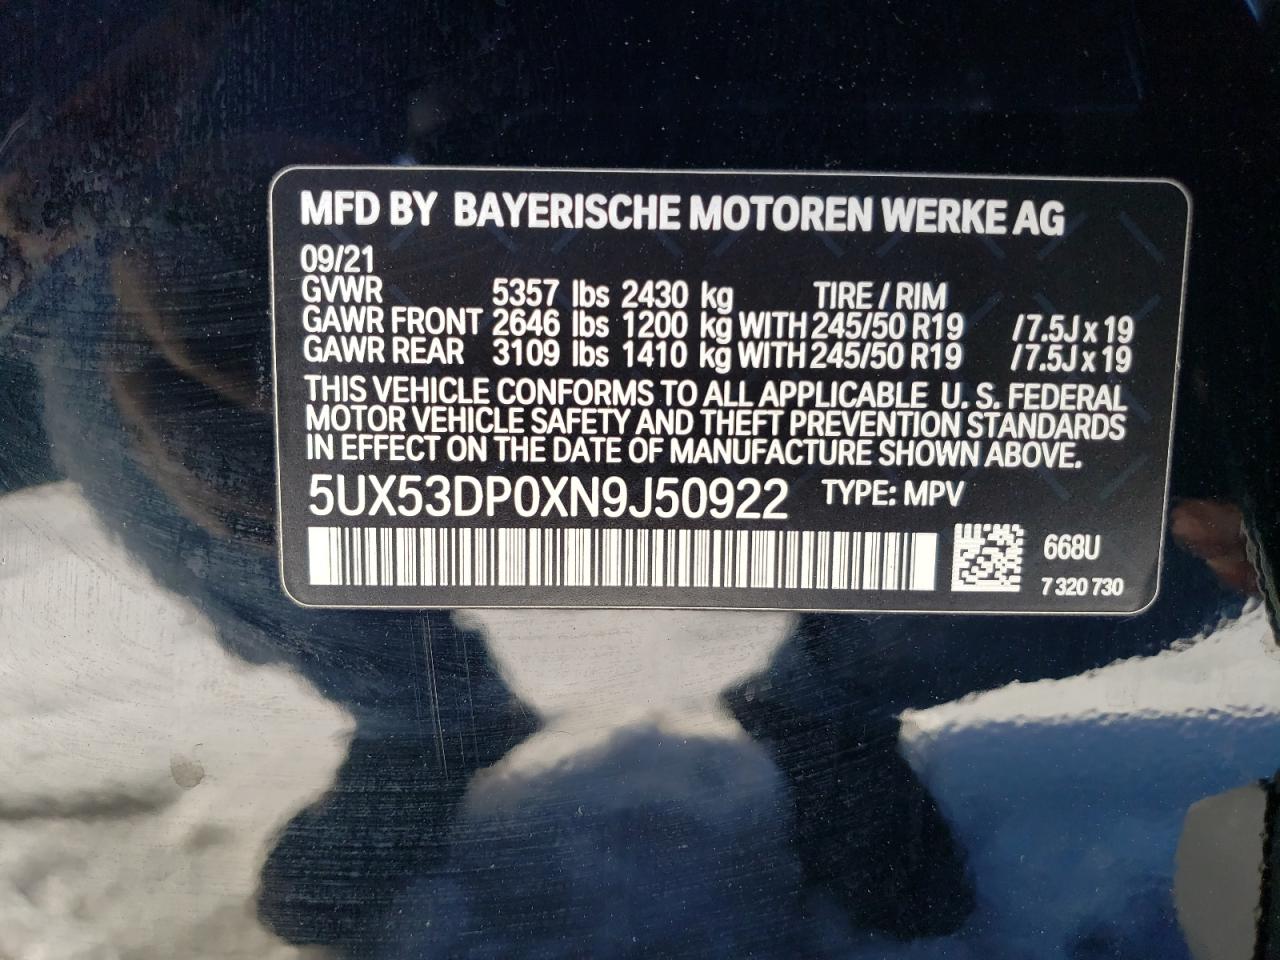 MFD BY BAYERISCHE MOTOREN WERKE AG
09/21
GVWR 5357 lbs 2430 kg TIRE / RIM
GAWR FRONT 2646 lbs 1200 kg WITH 245/50 R19 /7.5J x 19
GAWR REAR 3109 lbs 1410 kg WITH 245/50 R19 /7.5J x 19
THIS VEHICLE CONFORMS TO ALL APPLICABLE U. S. FEDERAL
MOTOR VEHICLE SAFETY AND THEFT PREVENTION STANDARDS
IN EFFECT ON THE DATE OF MANUFACTURE SHOWN ABOVE.
5UX53DP0XN9J50922 TYPE: MPV
668U
7 320 730